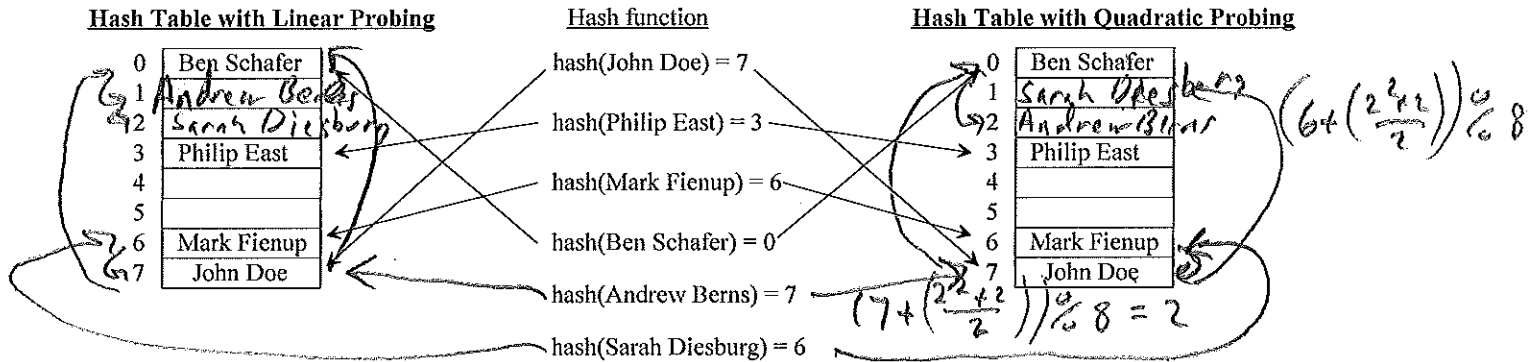 Hash Table with Linear Probing
0 Ben Schafer
1 Andrew Berns
2 Sarah Diesburg
3 Philip East
4
5
6 Mark Fienup
7 John Doe
Hash function
hash(John Doe) = 7
hash(Philip East) = 3
hash(Mark Fienup) = 6
hash(Ben Schafer) = 0
hash(Andrew Berns) = 7
hash(Sarah Diesburg) = 6
Hash Table with Quadratic Probing
0 Ben Schafer
1 Sarah Diesberg
2 Andrew Berns
3 Philip East
4
5
6 Mark Fienup
7 John Doe
(6+(2²+2/2))%8
(7+(2²+2/2))%8 = 2